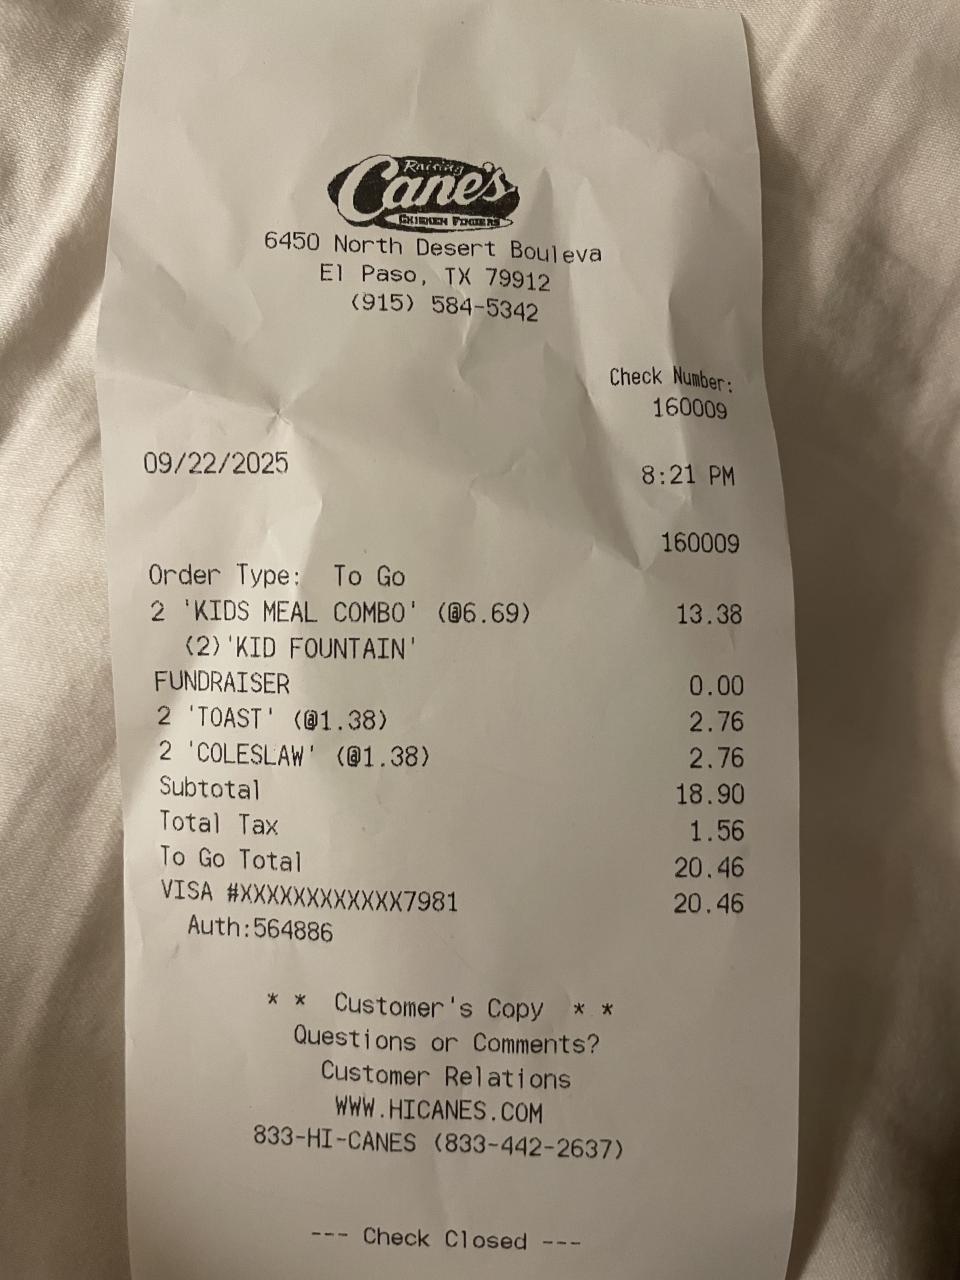 Raising
Cane's
CHICKEN FINGERS
6450 North Desert Bouleva
El Paso, TX 79912
(915) 584-5342
Check Number:
160009
09/22/2025 8:21 PM
160009
Order Type: To Go
2 'KIDS MEAL COMBO' (@6.69) 13.38
(2)'KID FOUNTAIN'
FUNDRAISER 0.00
2 'TOAST' (@1.38) 2.76
2 'COLESLAW' (@1.38) 2.76
Subtotal 18.90
Total Tax 1.56
To Go Total 20.46
VISA #XXXXXXXXXXXX7981 20.46
Auth:564886
* * Customer's Copy * *
Questions or Comments?
Customer Relations
WWW.HICANES.COM
833-HI-CANES (833-442-2637)
--- Check Closed ---